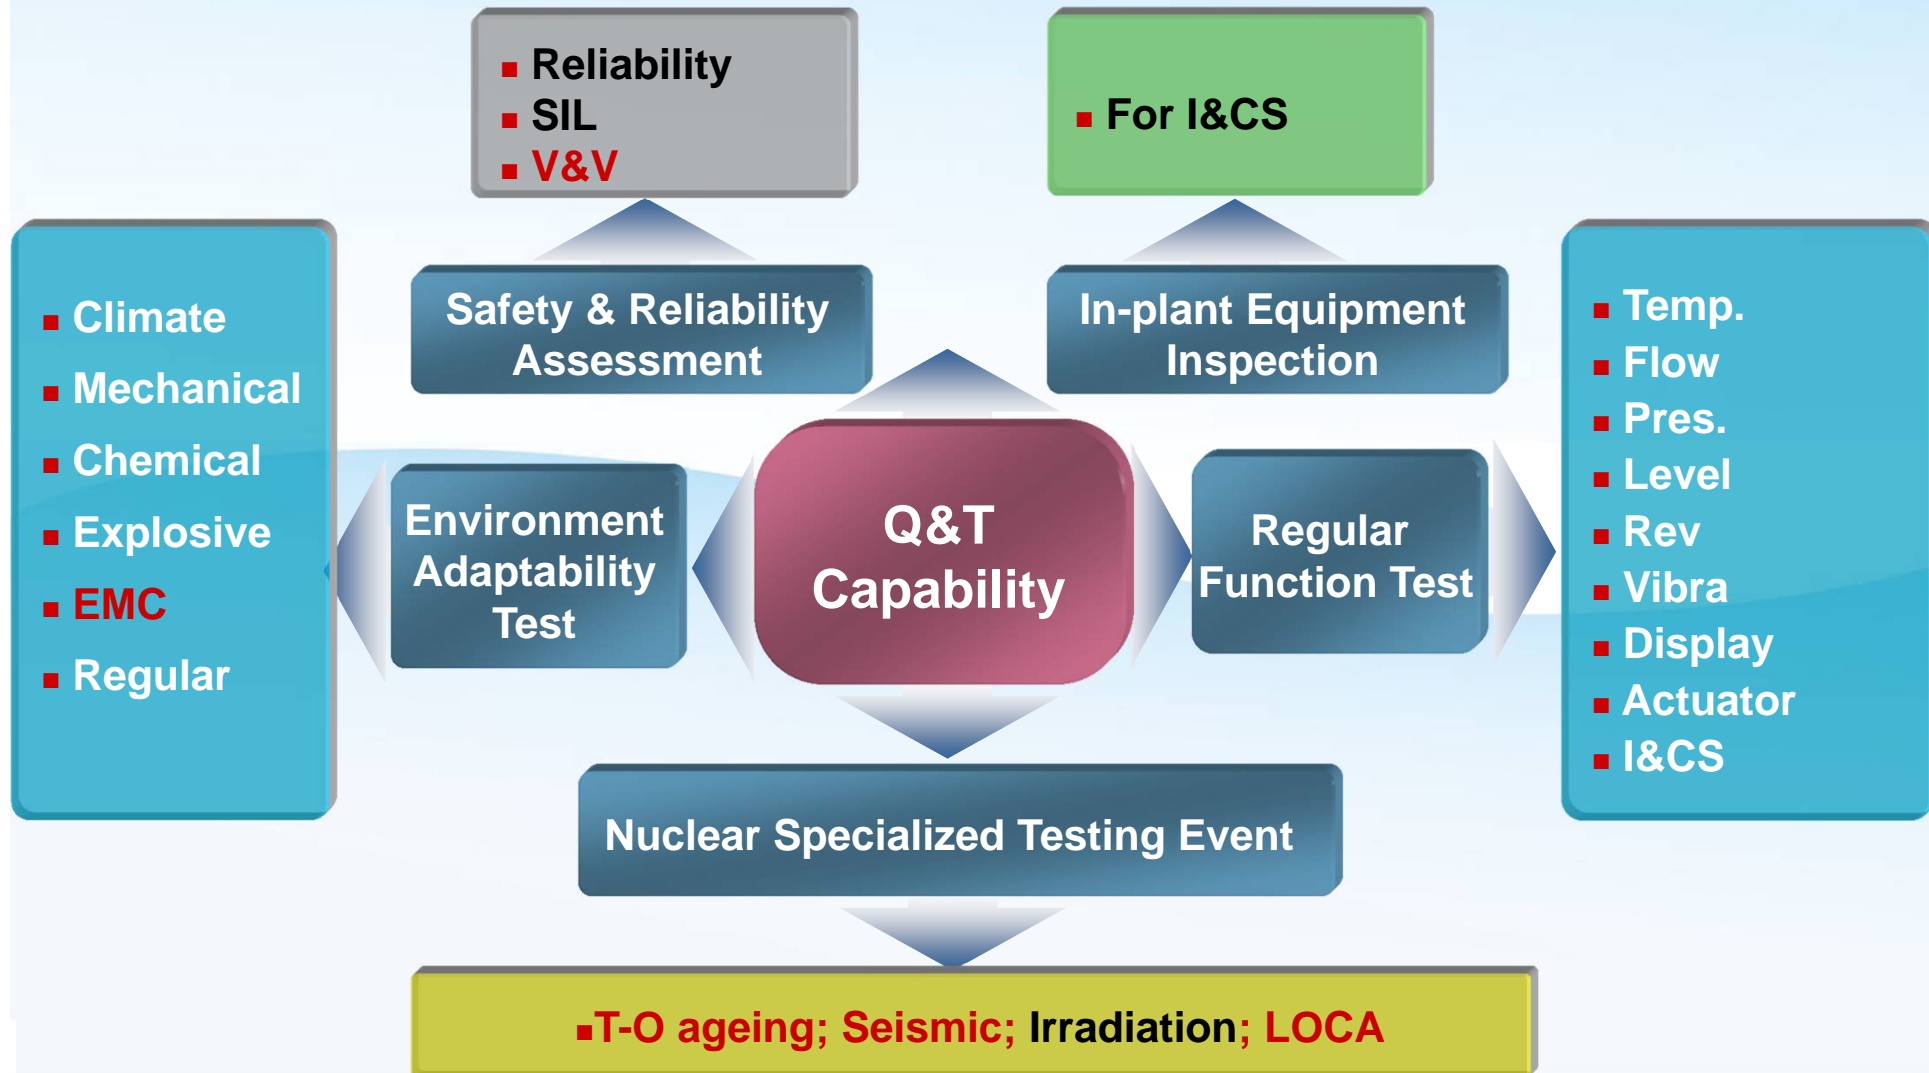 Reliability
SIL
V&V
For I&CS
Safety & Reliability
Assessment
In-plant Equipment
Inspection
Climate
Mechanical
Chemical
Explosive
EMC
Regular
Environment
Adaptability
Test
Q&T
Capability
Regular
Function Test
Temp.
Flow
Pres.
Level
Rev
Vibra
Display
Actuator
I&CS
Nuclear Specialized Testing Event
T-O ageing; Seismic; Irradiation; LOCA